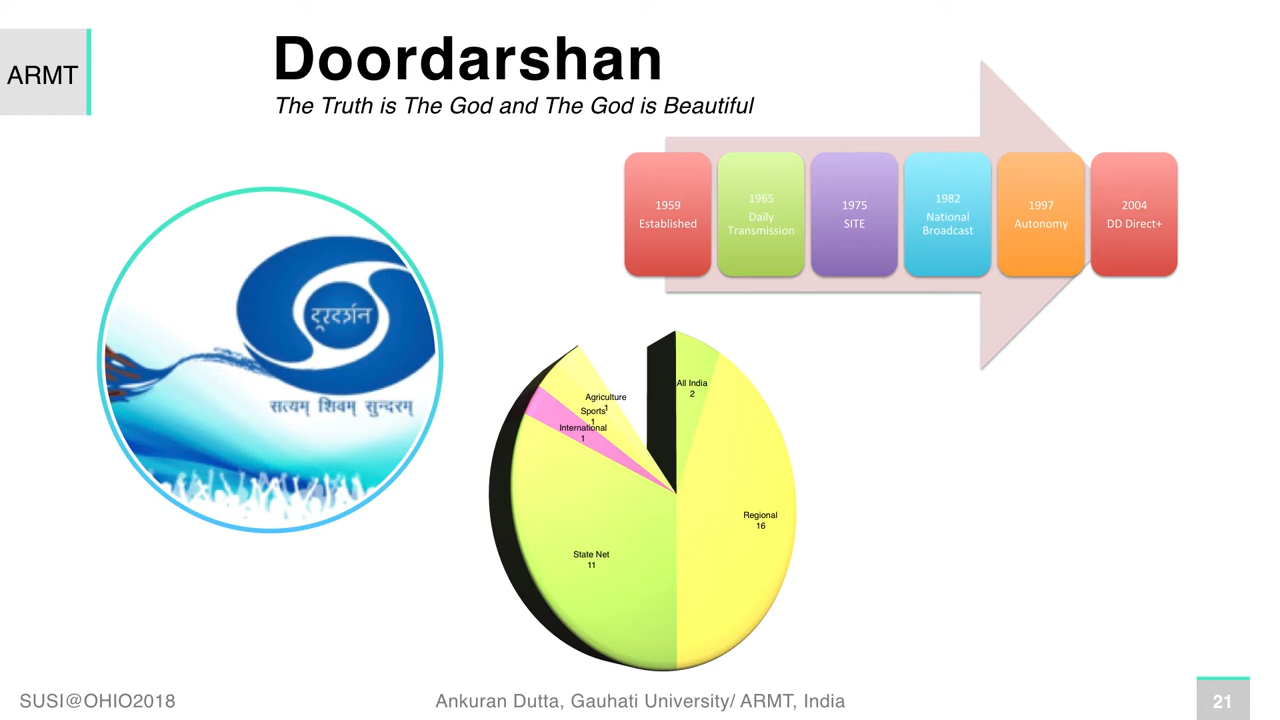 ARMT
Doordarshan
The Truth is The God and The God is Beautiful
1959
Established
1965
Daily
Transmission
1975
SITE
1982
National
Broadcast
1997
Autonomy
2004
DD Direct+
दूरदर्शन
सत्यम् शिवम् सुन्दरम्
All India
2
Agriculture
1
Sports
1
International
1
Regional
16
State Net
11
SUSI@OHIO2018
Ankuran Dutta, Gauhati University/ ARMT, India
21